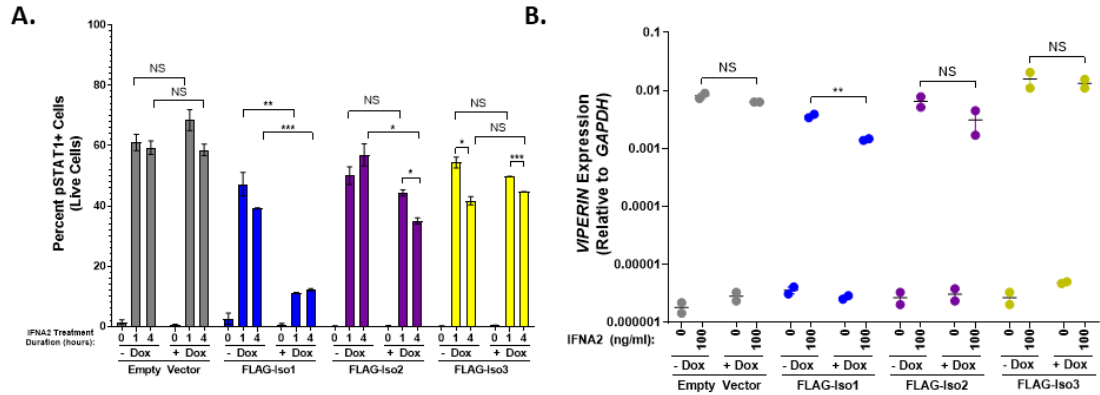 A.
Percent pSTAT1+ Cells
(Live Cells)
100
80
60
40
20
0
NS
NS
**
***
NS
*
*
NS
NS
*
***
IFNA2 Treatment
Duration (hours):
0 1 4 0 1 4 0 1 4 0 1 4 0 1 4 0 1 4 0 1 4 0 1 4
- Dox + Dox - Dox + Dox - Dox + Dox - Dox + Dox
Empty Vector FLAG-Iso1 FLAG-Iso2 FLAG-Iso3
B.
VIPERIN Expression
(Relative to GAPDH)
0.1
0.01
0.001
0.0001
0.00001
0.000001
NS
**
NS
NS
IFNA2 (ng/ml):
0 100 0 100 0 100 0 100 0 100 0 100 0 100 0 100
- Dox + Dox - Dox + Dox - Dox + Dox - Dox + Dox
Empty Vector FLAG-Iso1 FLAG-Iso2 FLAG-Iso3